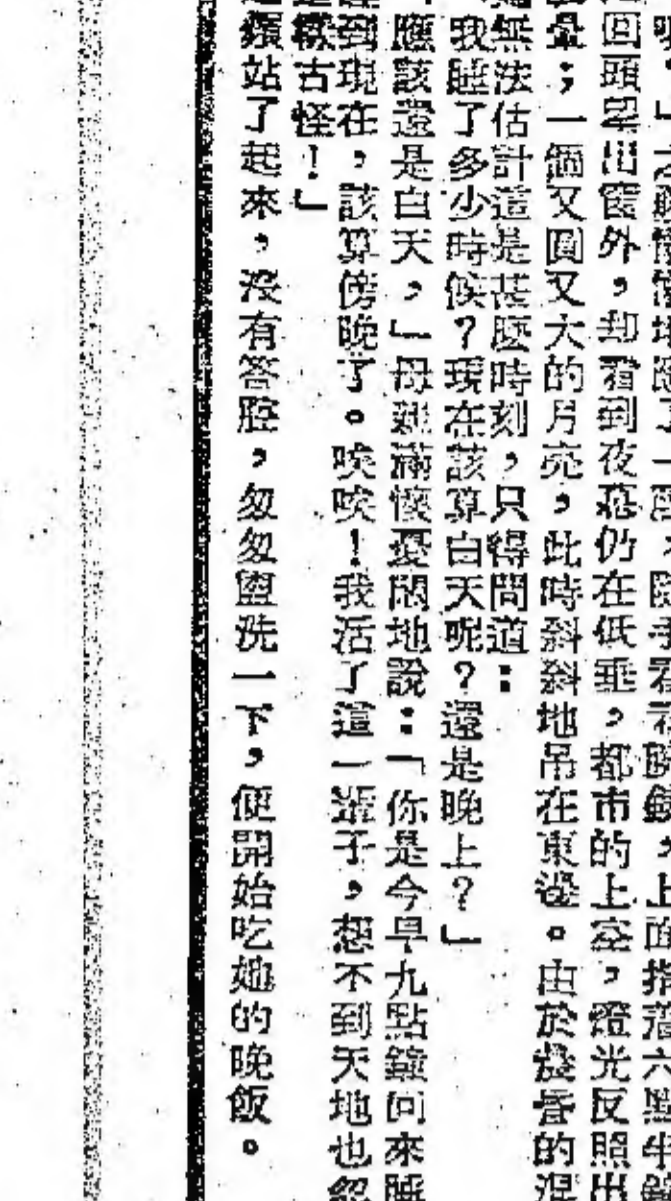 回頭望出窗外，却看到夜幕仍在低垂，都市的上空，燈光反照出
暈；一個又圓又大的月亮，此時斜斜地吊在東邊。由於晨昏的混
無法估計這是甚麼時刻，只得問道：
我睡了多少時候？現在該算白天呢？還是晚上？」
應該還是白天，」母親滿懷憂悶地說：「你是今早九點鐘回來睡
到現在，該算傍晚了。唉唉！我活了這一輩子，想不到天地也忽
古怪！」
站了起來，沒有答腔，匆匆盥洗一下，便開始吃她的晚飯。